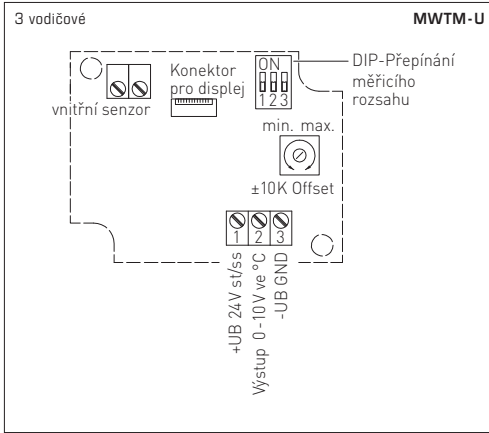 3 vodičové
MWTM-U
ON
1 2 3
DIP-Přepínání
měřicího
rozsahu
Konektor
pro displej
vnitřní senzor
min. max.
±10K Offset
1 2 3
+UB 24V st/ss
Výstup 0-10V ve °C
-UB GND